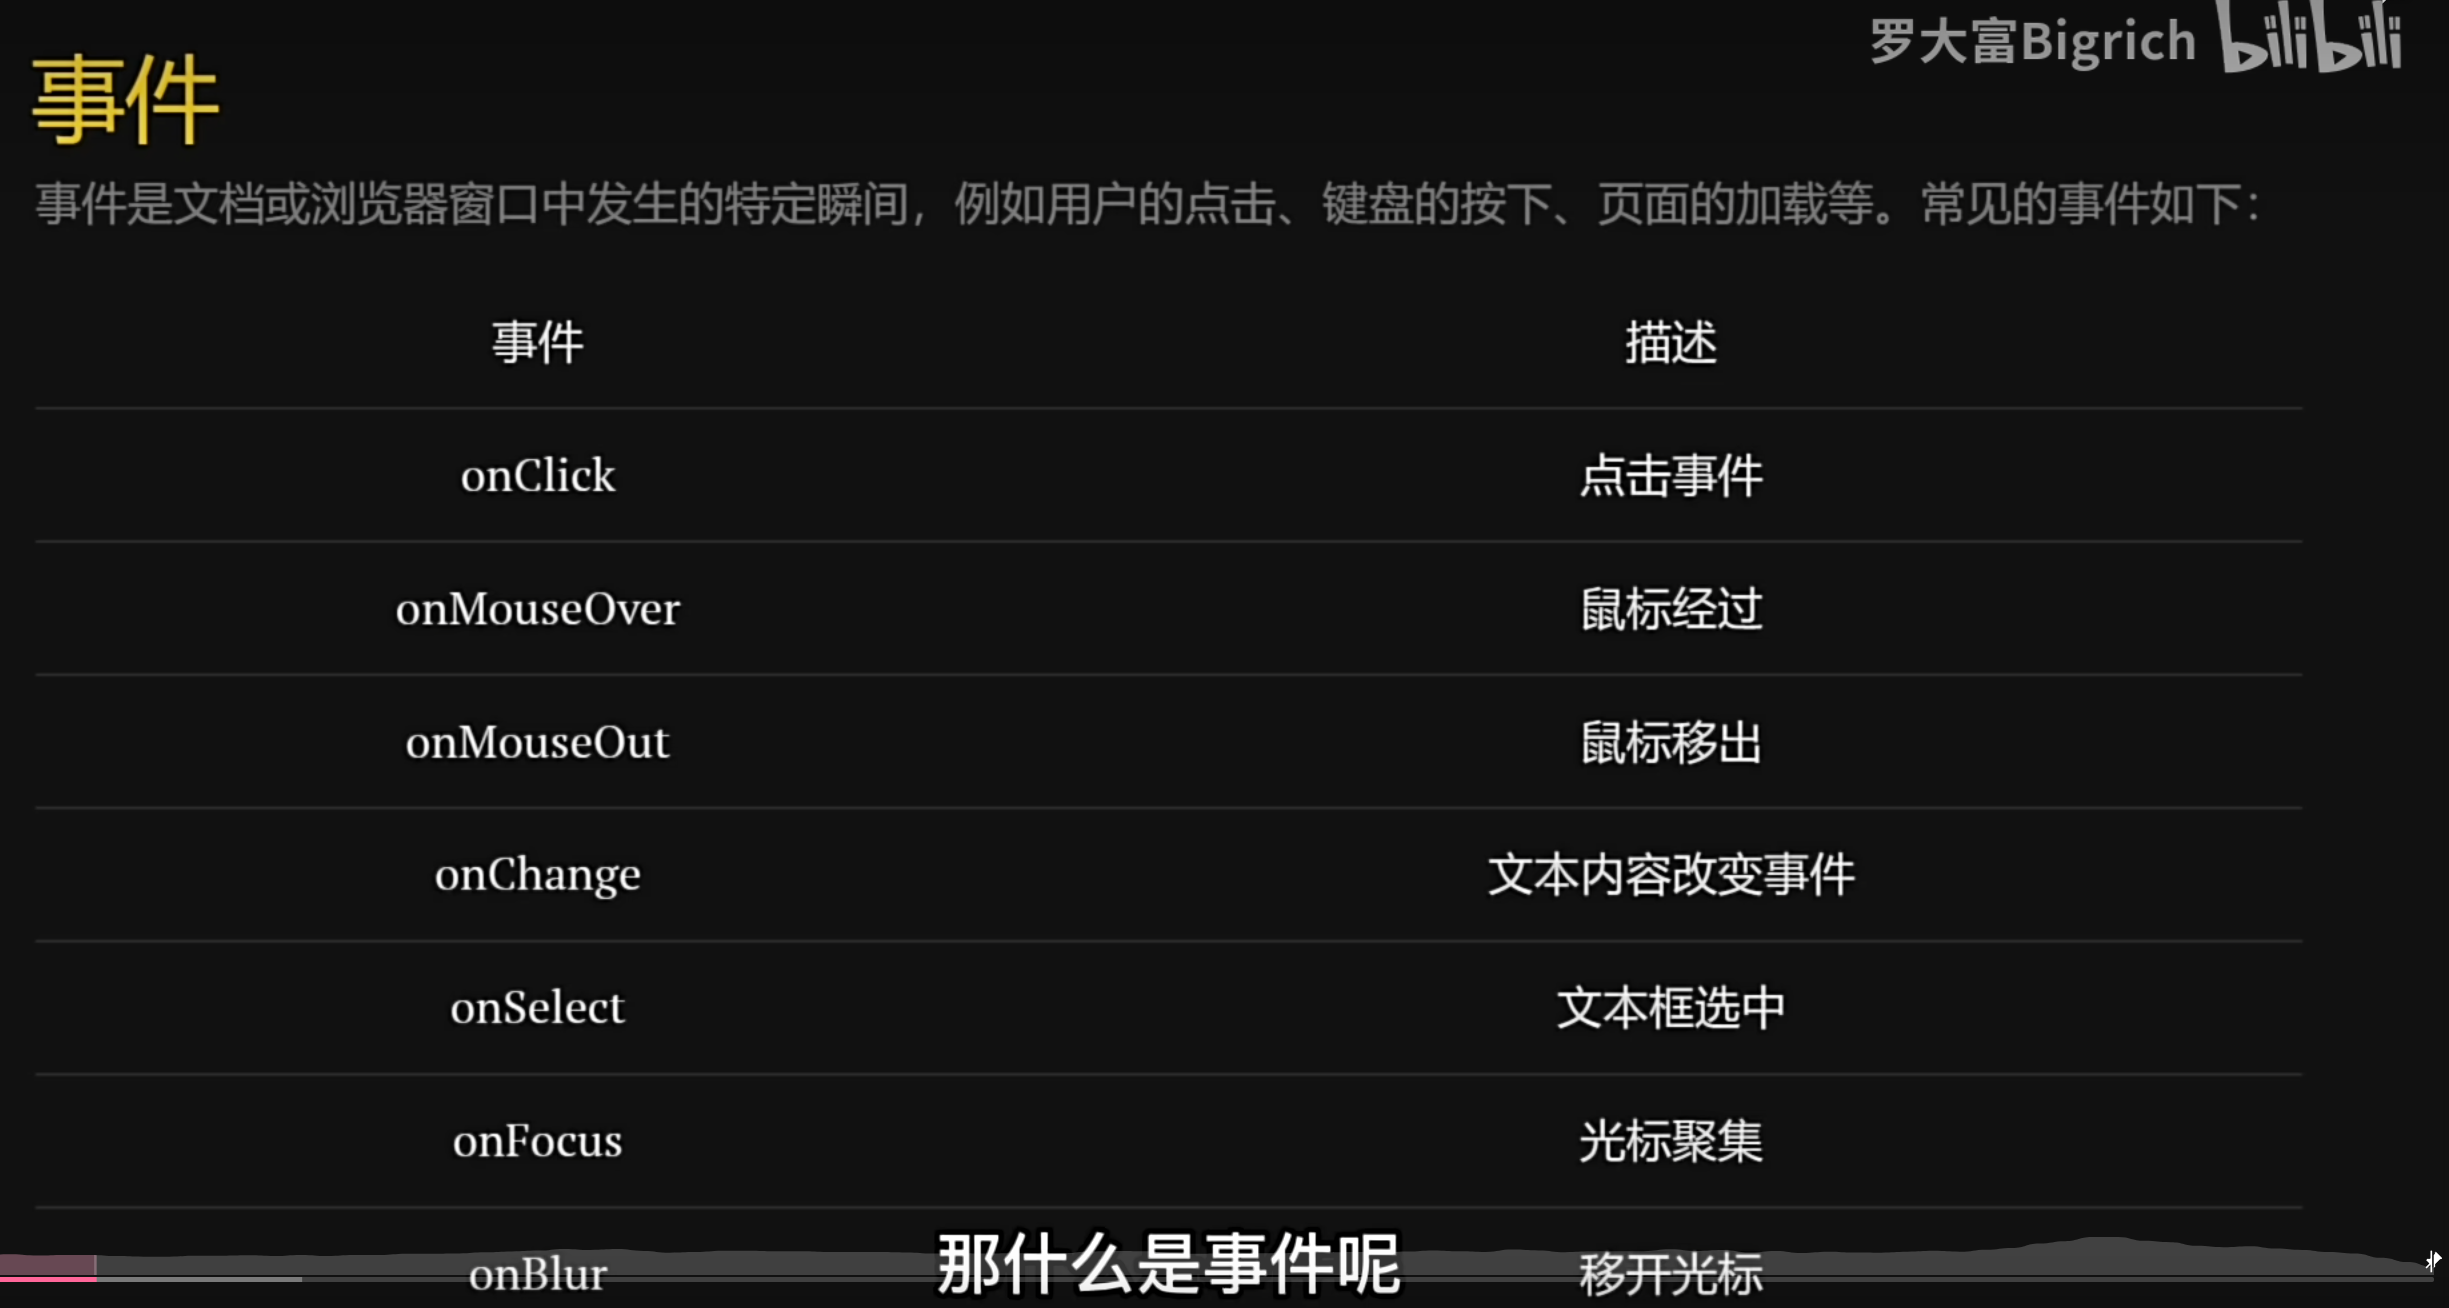 罗大富Bigrich bilibili
事件
事件是文档或浏览器窗口中发生的特定瞬间，例如用户的点击、键盘的按下、页面的加载等。常见的事件如下：
事件 描述
onClick 点击事件
onMouseOver 鼠标经过
onMouseOut 鼠标移出
onChange 文本内容改变事件
onSelect 文本框选中
onFocus 光标聚集
onBlur 移开光标
那什么是事件呢